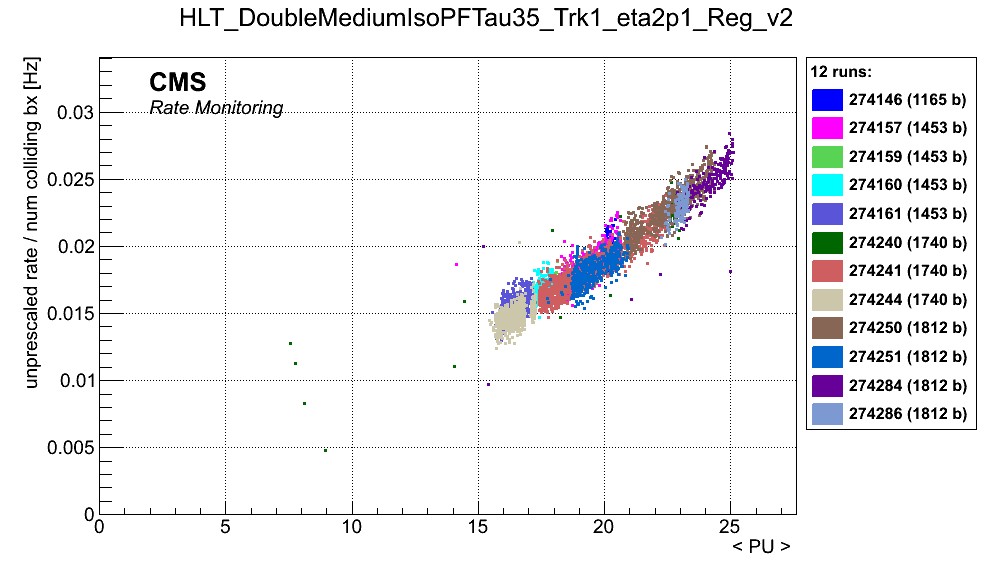 HLT_DoubleMediumIsoPFTau35_Trk1_eta2p1_Reg_v2
unprescaled rate / num colliding bx [Hz]
CMS
Rate Monitoring
0.03
0.025
0.02
0.015
0.01
0.005
0
0 5 10 15 20 25
< PU >
12 runs:
274146 (1165 b)
274157 (1453 b)
274159 (1453 b)
274160 (1453 b)
274161 (1453 b)
274240 (1740 b)
274241 (1740 b)
274244 (1740 b)
274250 (1812 b)
274251 (1812 b)
274284 (1812 b)
274286 (1812 b)